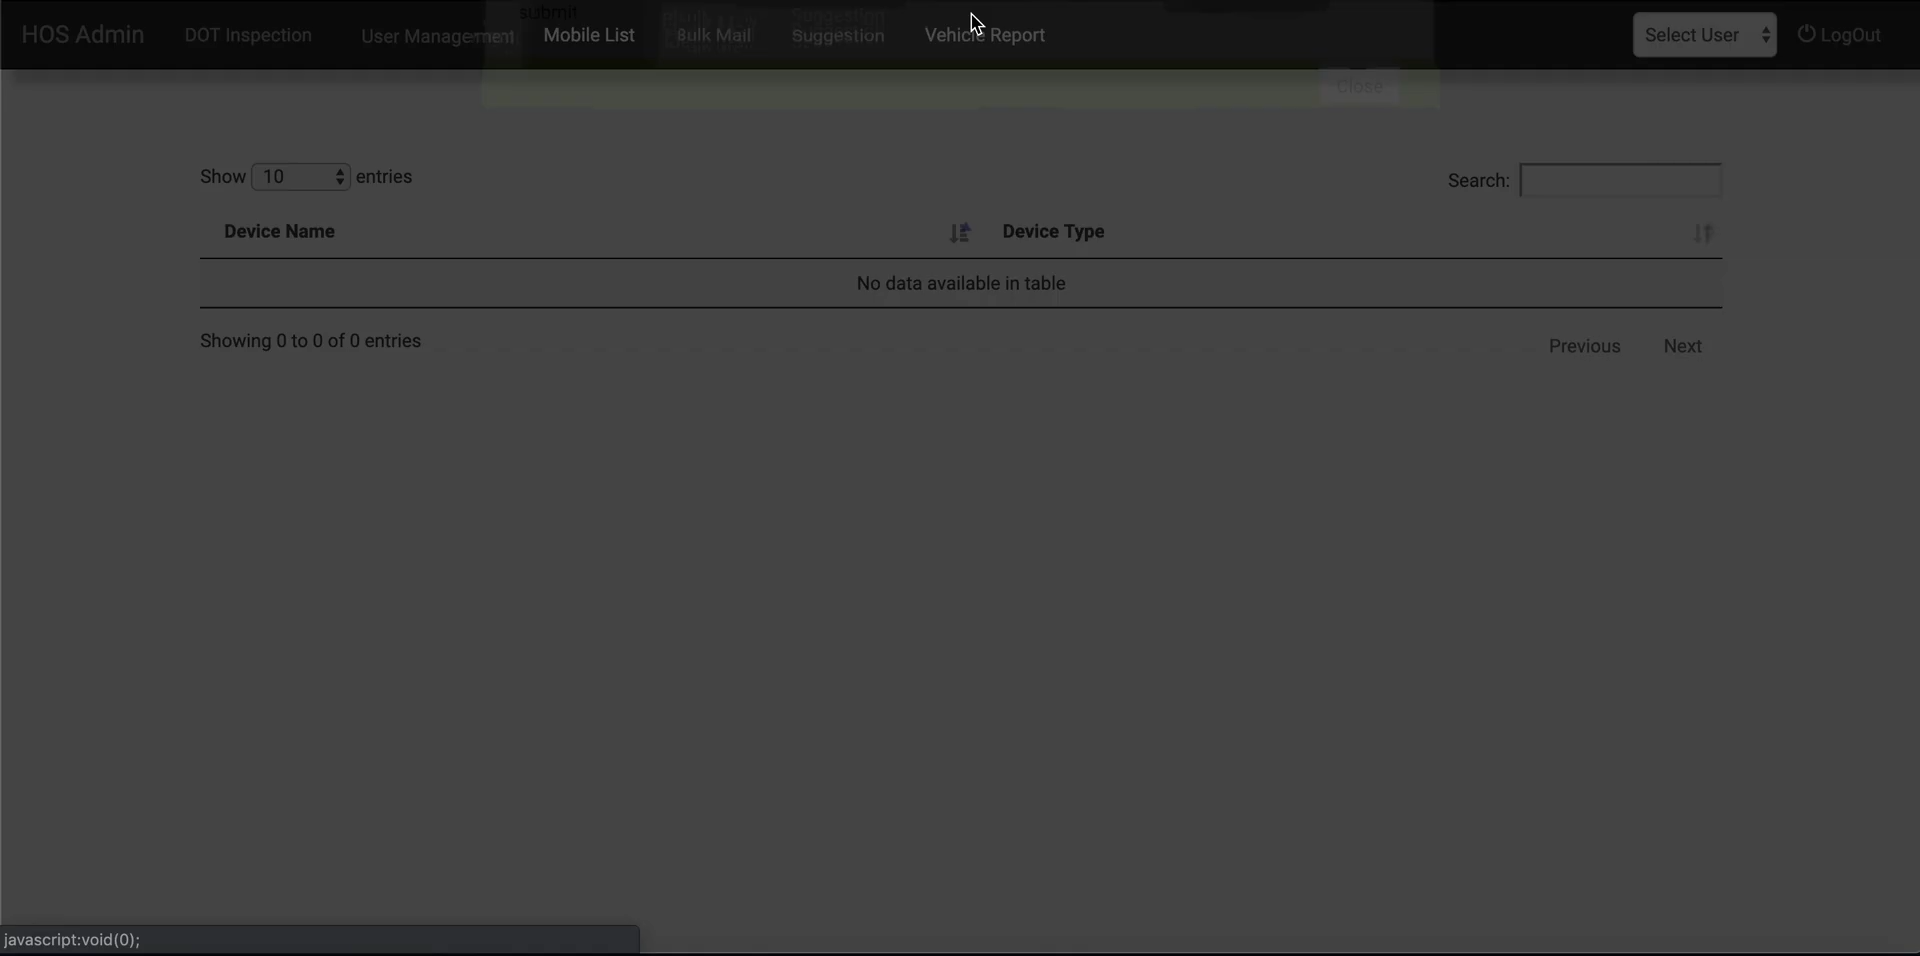 submit
HOS Admin DOT Inspection User Management Mobile List Bulk Mail Suggestion Vehicle Report Select User LogOut
Close
Show 10 entries Search:
Device Name Device Type
No data available in table
Showing 0 to 0 of 0 entries
Previous Next
javascript:void(0);